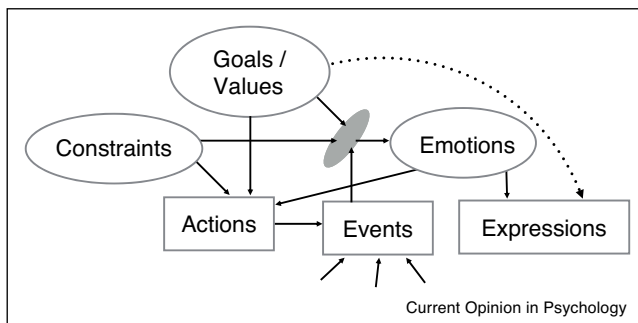 Goals /
Values
Constraints
Emotions
Actions
Events
Expressions
Current Opinion in Psychology